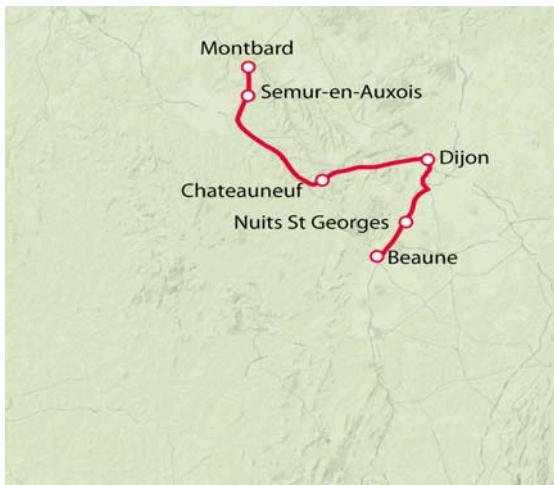 Montbard
Semur-en-Auxois
Dijon
Chateauneuf
Nuits St Georges
Beaune